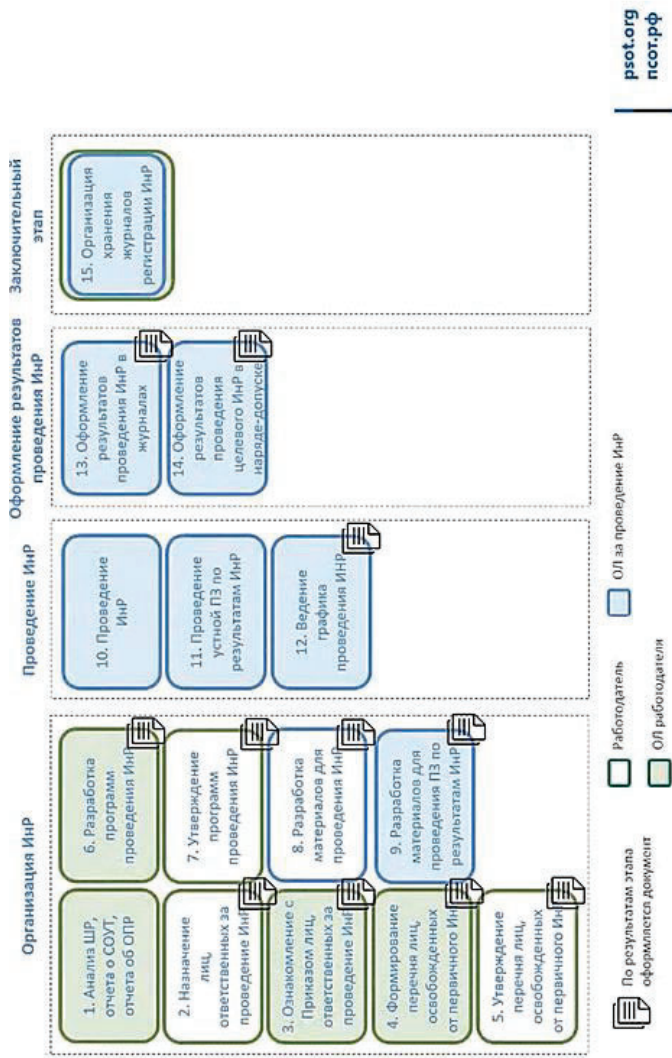 Организация ИнР
1. Анализ ШР,
отчета о СОУТ,
отчета об ОПР
2. Назначение
лиц,
ответственных за
проведение ИнР
3. Ознакомление с
Приказом лиц,
ответственных за
проведение ИнР
4. Формирование
перечня лиц,
освобожденных
от первичного ИнР
5. Утверждение
перечня лиц,
освобожденных
от первичного ИнР
6. Разработка
программ
проведения ИнР
7. Утверждение
программ
проведения ИнР
8. Разработка
материалов для
проведения ИнР
9. Разработка
материалов для
проведения ПЗ по
результатам ИнР
Проведение ИнР
10. Проведение
ИнР
11. Проведение
устной ПЗ по
результатам ИнР
12. Ведение
графика
проведения ИНР
Оформление результатов
проведения ИнР
13. Оформление
результатов
проведения ИнР в
журналах
14. Оформление
результатов
проведения
целевого ИнР в
наряде-допуске
Заключительный
этап
15. Организация
хранения
журналов
регистрации ИнР
По результатам этапа
оформляется документ
Работодатель
ОЛ работодателя
ОЛ за проведение ИнР
psot.org
псот.рф